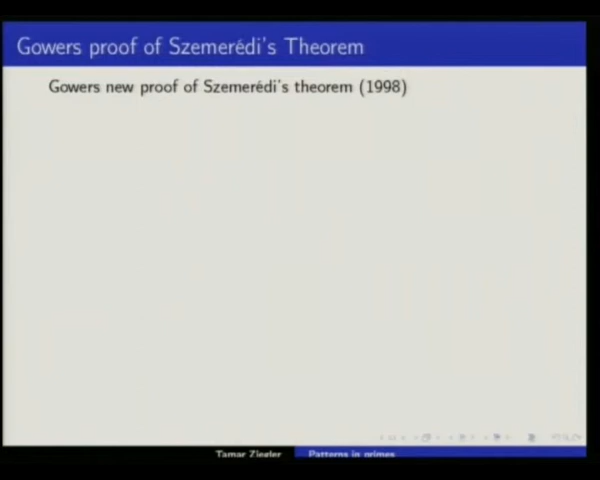 Gowers proof of Szemerédi's Theorem
Gowers new proof of Szemerédi's theorem (1998)
Tamar Ziegler
Patterns in primes